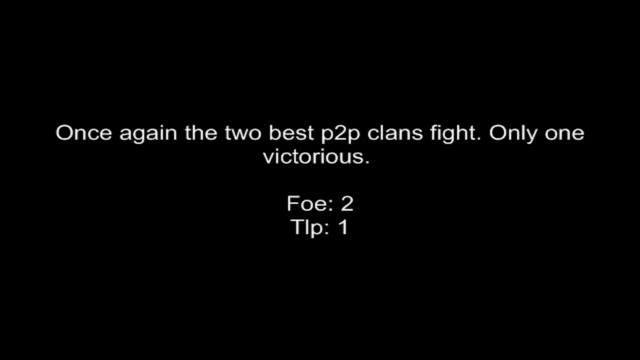 Once again the two best p2p clans fight. Only one
victorious.
Foe: 2
Tlp: 1